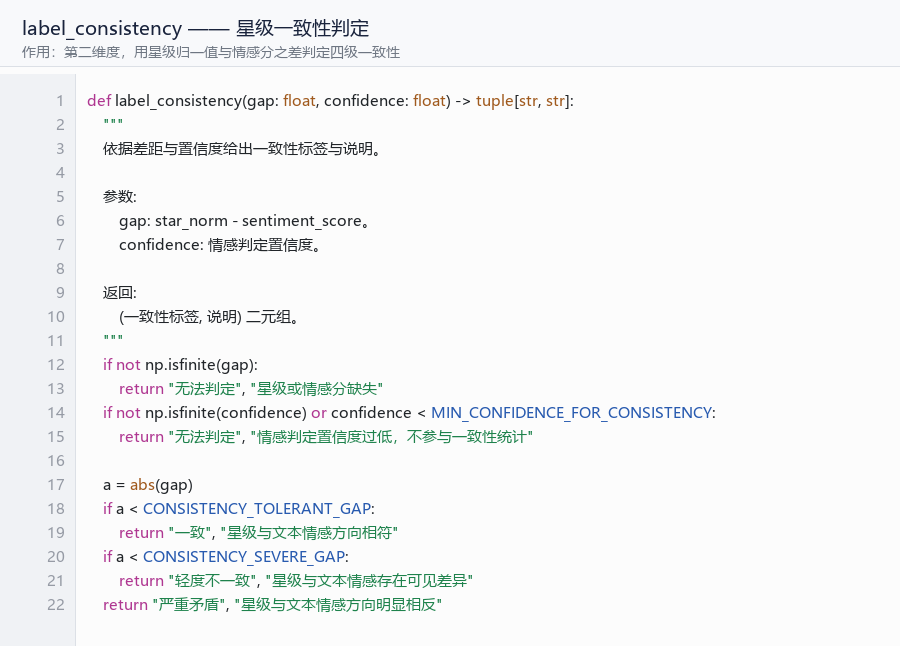 label_consistency —— 星级一致性判定
作用：第二维度，用星级归一值与情感分之差判定四级一致性
1 def label_consistency(gap: float, confidence: float) -> tuple[str, str]:
2 """
3 依据差距与置信度给出一致性标签与说明。
4
5 参数:
6 gap: star_norm - sentiment_score。
7 confidence: 情感判定置信度。
8
9 返回:
10 (一致性标签, 说明) 二元组。
11 """
12 if not np.isfinite(gap):
13 return "无法判定", "星级或情感分缺失"
14 if not np.isfinite(confidence) or confidence < MIN_CONFIDENCE_FOR_CONSISTENCY:
15 return "无法判定", "情感判定置信度过低，不参与一致性统计"
16
17 a = abs(gap)
18 if a < CONSISTENCY_TOLERANT_GAP:
19 return "一致", "星级与文本情感方向相符"
20 if a < CONSISTENCY_SEVERE_GAP:
21 return "轻度不一致", "星级与文本情感存在可见差异"
22 return "严重矛盾", "星级与文本情感方向明显相反"